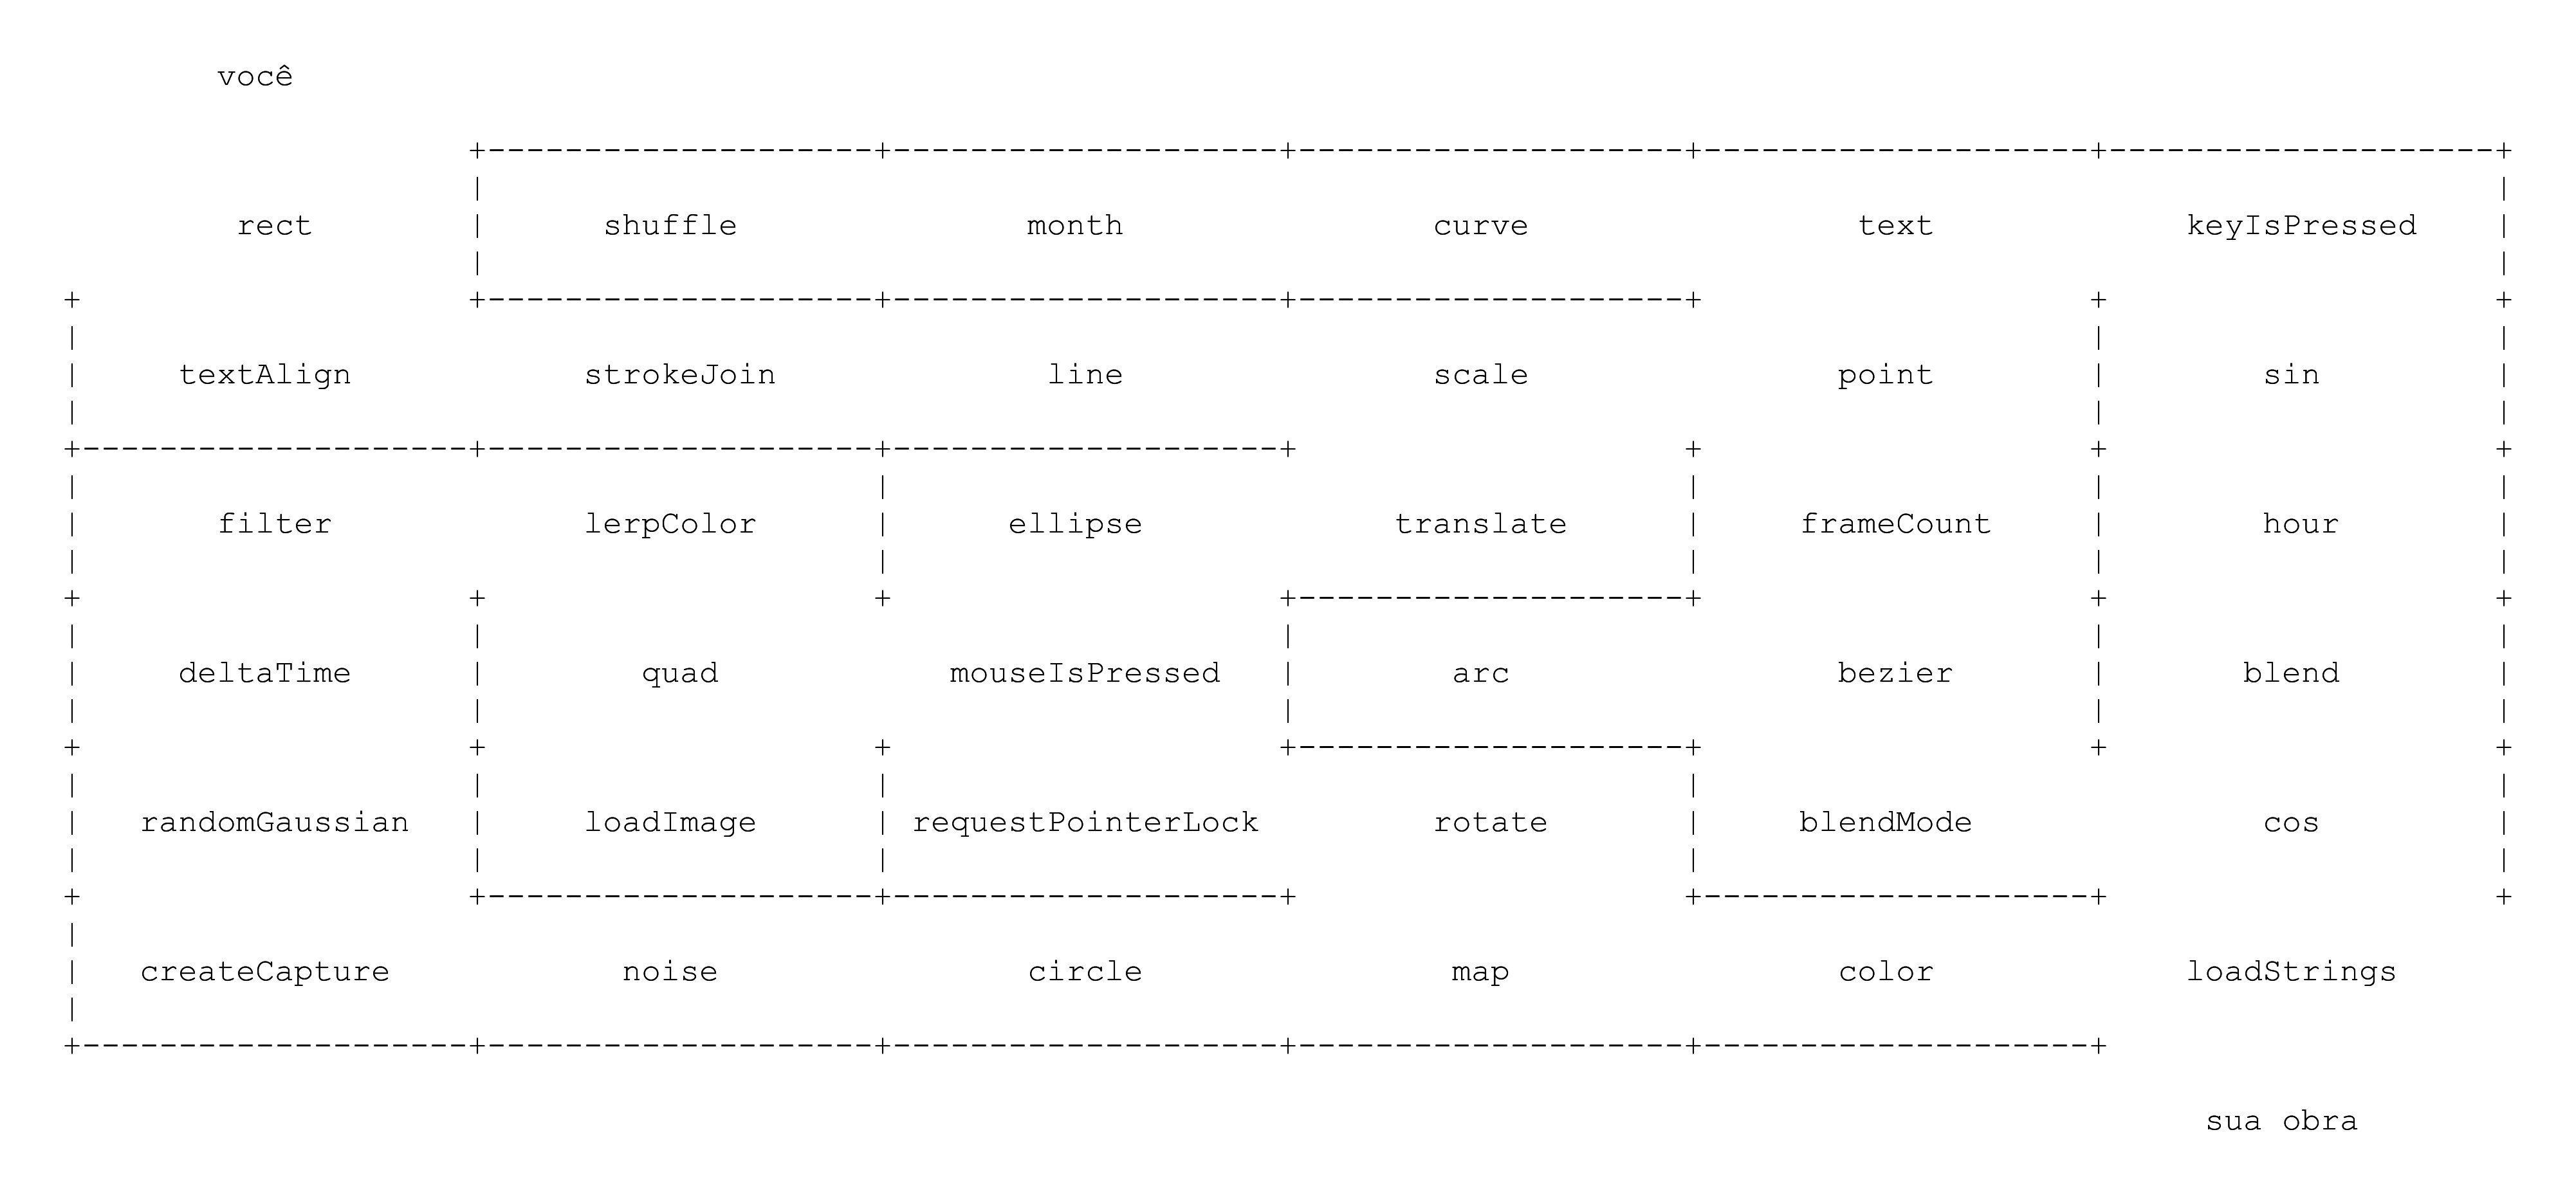 você
rect shuffle month curve text keyIsPressed
textAlign strokeJoin line scale point sin
filter lerpColor ellipse translate frameCount hour
deltaTime quad mouseIsPressed arc bezier blend
randomGaussian loadImage requestPointerLock rotate blendMode cos
createCapture noise circle map color loadStrings
sua obra